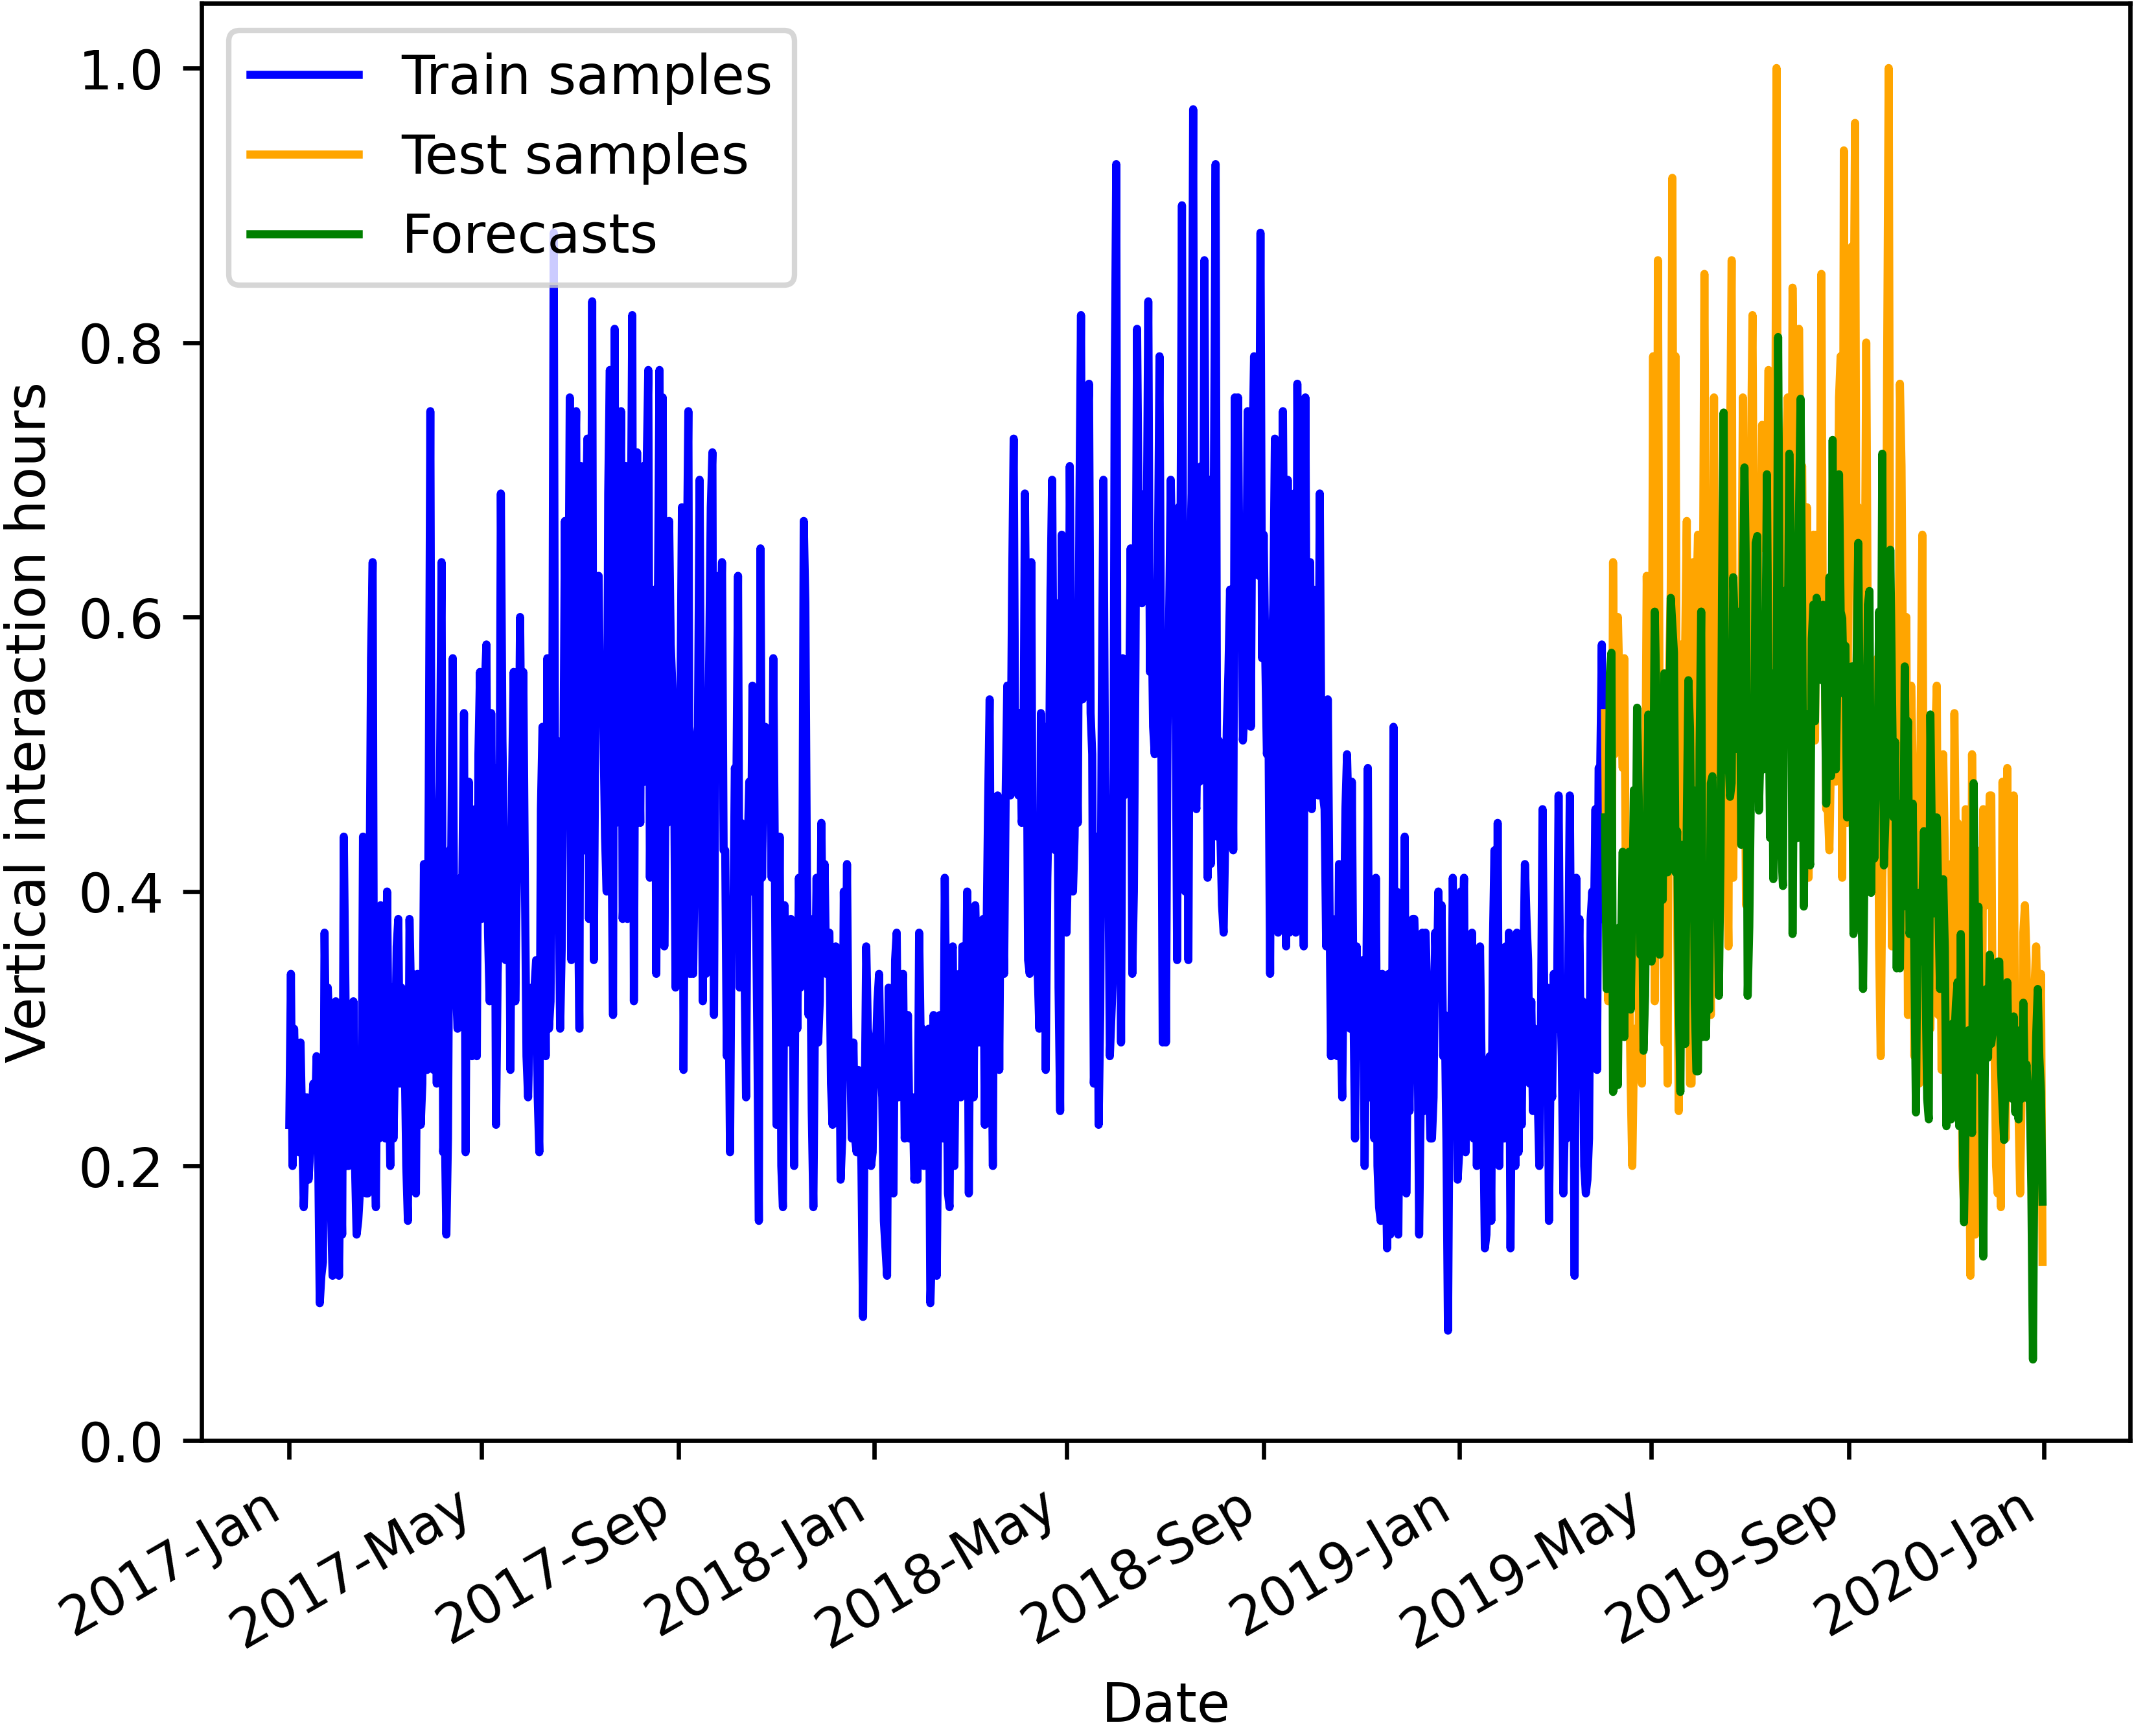 Train samples
Test samples
Forecasts
1.0
0.8
0.6
0.4
0.2
0.0
Vertical interaction hours
2017-Jan
2017-May
2017-Sep
2018-Jan
2018-May
2018-Sep
2019-Jan
2019-May
2019-Sep
2020-Jan
Date